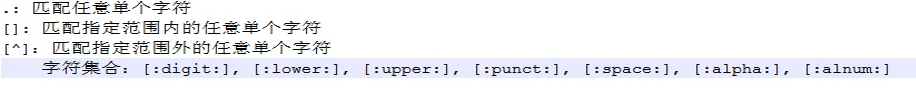 .: 匹配任意单个字符
[]: 匹配指定范围内的任意单个字符
[^]: 匹配指定范围外的任意单个字符
字符集合: [:digit:], [:lower:], [:upper:], [:punct:], [:space:], [:alpha:], [:alnum:]